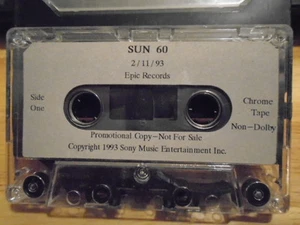 SUN 60
2/11/93
Epic Records
Side
One
Chrome
Tape
Non-Dolby
Promotional Copy-Not For Sale
Copyright 1993 Sony Music Entertainment Inc.